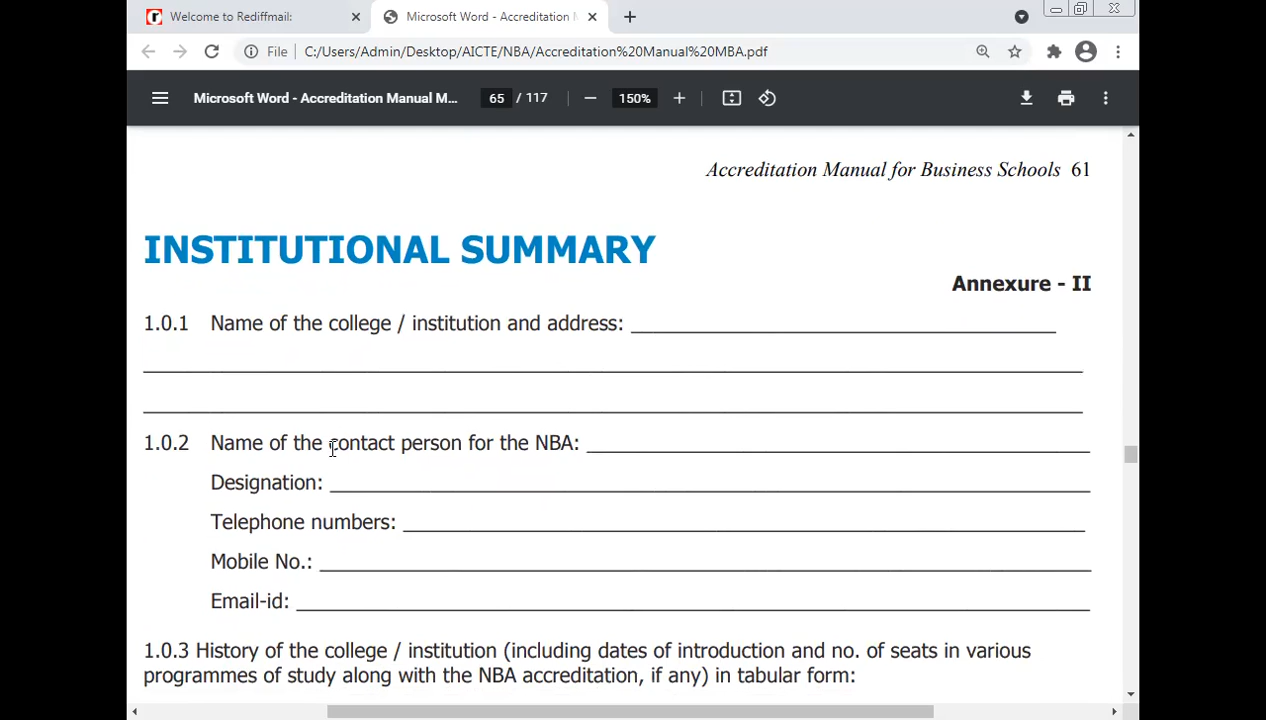 Welcome to Rediffmail:
Microsoft Word - Accreditation
File
C:/Users/Admin/Desktop/AICTE/NBA/Accreditation%20Manual%20MBA.pdf
Microsoft Word - Accreditation Manual M...
65 / 117
150%
Accreditation Manual for Business Schools 61
INSTITUTIONAL SUMMARY
Annexure - II
1.0.1 Name of the college / institution and address:
1.0.2 Name of the contact person for the NBA:
Designation:
Telephone numbers:
Mobile No.:
Email-id:
1.0.3 History of the college / institution (including dates of introduction and no. of seats in various
programmes of study along with the NBA accreditation, if any) in tabular form: